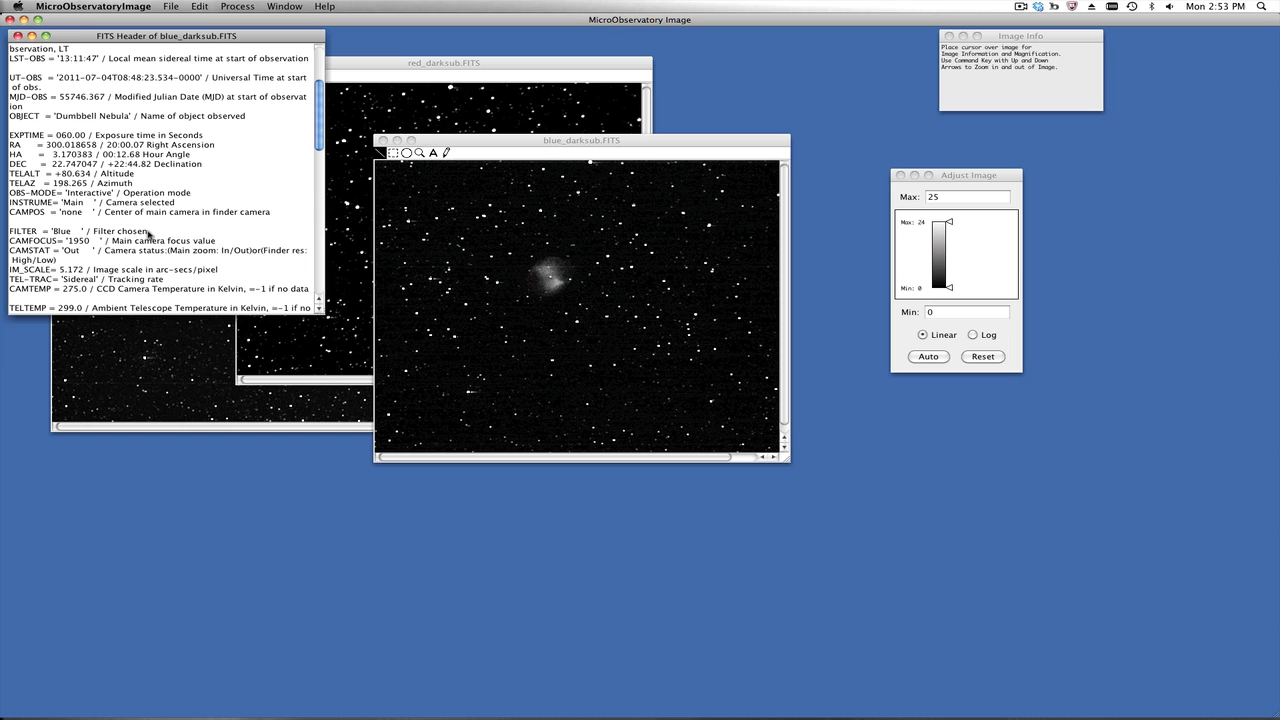 MicroObservatoryImage File Edit Process Window Help Mon 2:53 PM
MicroObservatory Image
FITS Header of blue_darksub.FITS
bservation, LT
LST-OBS = '13:11:47' / Local mean sidereal time at start of observation
UT-OBS = '2011-07-04T08:48:23.534-0000' / Universal Time at start
of obs.
MJD-OBS = 55746.367 / Modified Julian Date (MJD) at start of observat
ion
OBJECT = 'Dumbbell Nebula' / Name of object observed
EXPTIME = 060.00 / Exposure time in Seconds
RA = 300.018658 / 20:00.07 Right Ascension
HA = 3.170383 / 00:12.68 Hour Angle
DEC = 22.747047 / +22:44.82 Declination
TELALT = +80.634 / Altitude
TELAZ = 198.265 / Azimuth
OBS-MODE= 'Interactive' / Operation mode
INSTRUME= 'Main ' / Camera selected
CAMPOS = 'none ' / Center of main camera in finder camera
FILTER = 'Blue ' / Filter chosen
CAMFOCUS= '1950 ' / Main camera focus value
CAMSTAT = 'Out ' / Camera status:(Main zoom: In/Out)or(Finder res:
High/Low)
IM_SCALE= 5.172 / Image scale in arc-secs/pixel
TEL-TRAC= 'Sidereal' / Tracking rate
CAMTEMP = 275.0 / CCD Camera Temperature in Kelvin, =-1 if no data
TELTEMP = 299.0 / Ambient Telescope Temperature in Kelvin, =-1 if no
red_darksub.FITS
blue_darksub.FITS
A
Image Info
Place cursor over image for
Image Information and Magnification.
Use Command Key with Up and Down
Arrows to Zoom in and out of Image.
Adjust Image
Max: 25
Max: 24
Min: 0
Min: 0
Linear Log
Auto Reset